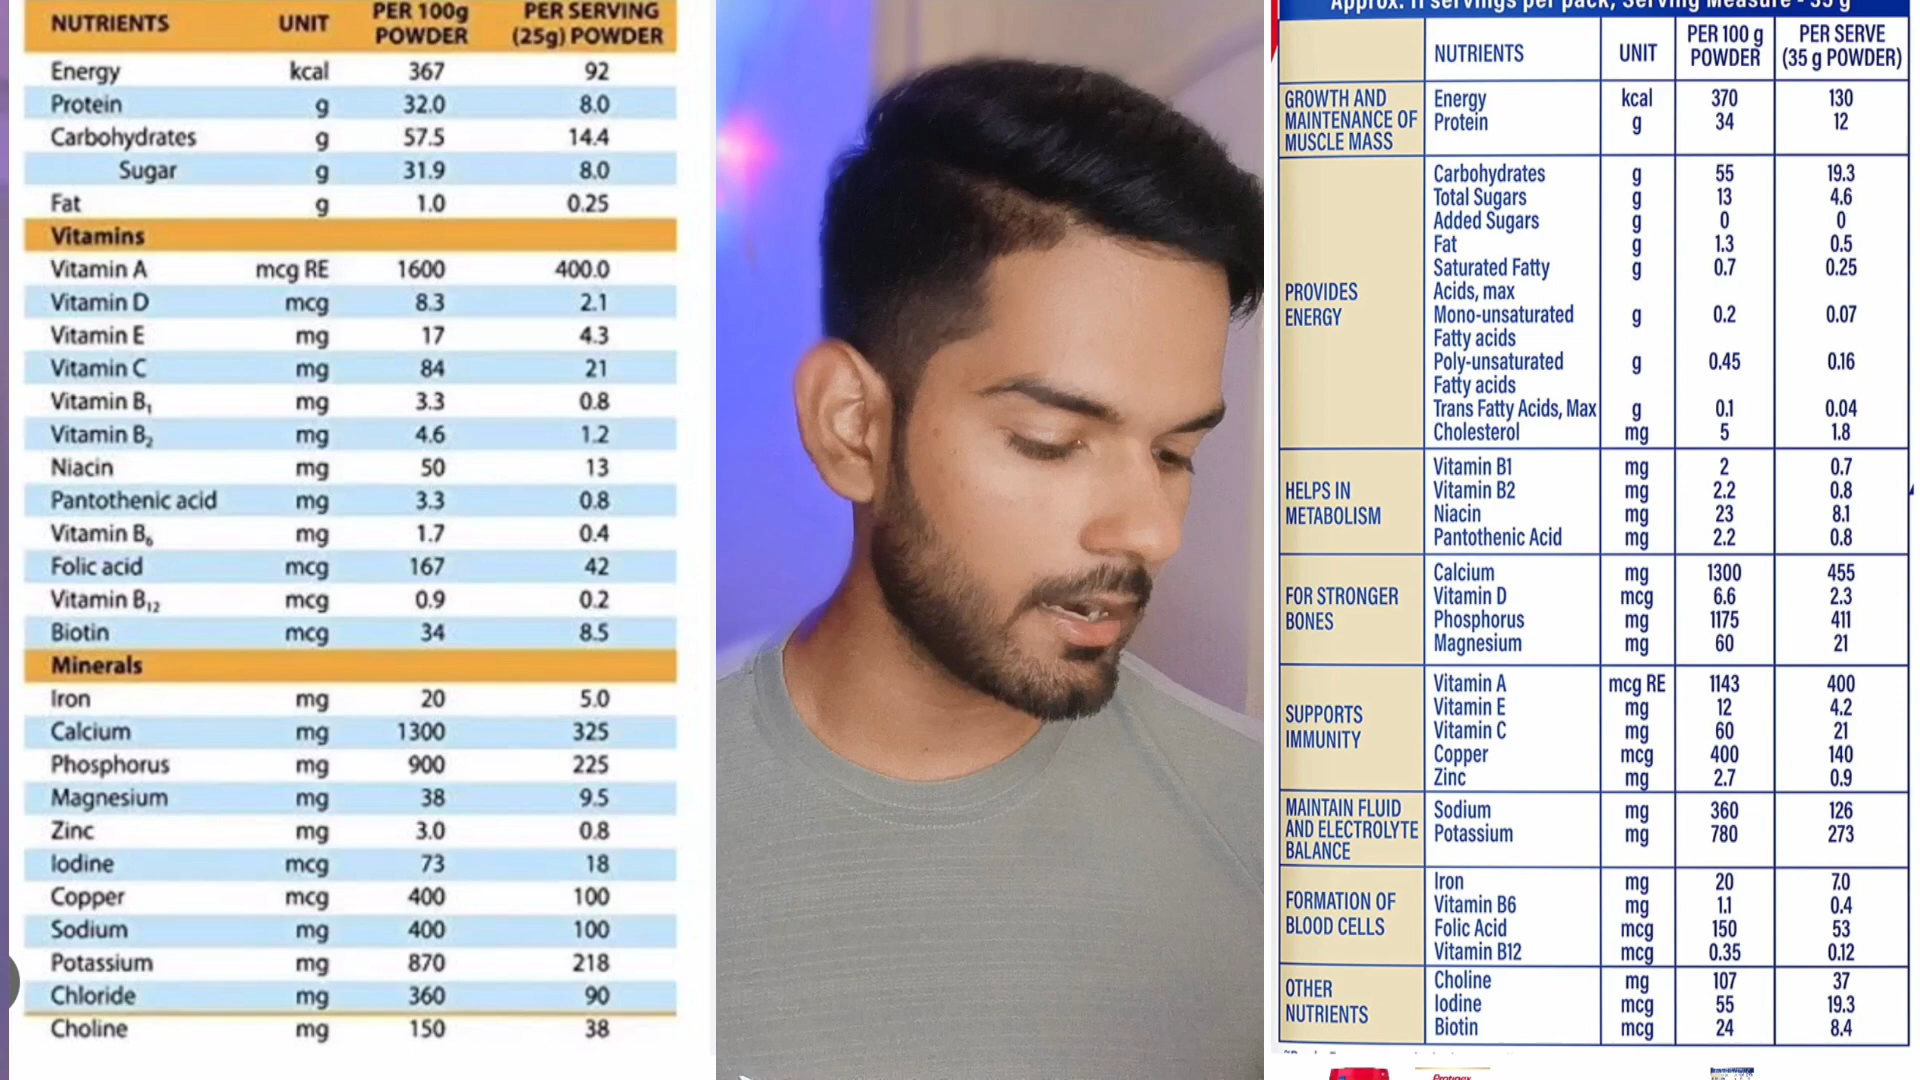 NUTRIENTS UNIT PER 100g POWDER PER SERVING (25g) POWDER
Energy kcal 367 92
Protein g 32.0 8.0
Carbohydrates g 57.5 14.4
Sugar g 31.9 8.0
Fat g 1.0 0.25
Vitamins
Vitamin A mcg RE 1600 400.0
Vitamin D mcg 8.3 2.1
Vitamin E mg 17 4.3
Vitamin C mg 84 21
Vitamin B₁ mg 3.3 0.8
Vitamin B₂ mg 4.6 1.2
Niacin mg 50 13
Pantothenic acid mg 3.3 0.8
Vitamin B₆ mg 1.7 0.4
Folic acid mcg 167 42
Vitamin B₁₂ mcg 0.9 0.2
Biotin mcg 34 8.5
Minerals
Iron mg 20 5.0
Calcium mg 1300 325
Phosphorus mg 900 225
Magnesium mg 38 9.5
Zinc mg 3.0 0.8
Iodine mcg 73 18
Copper mcg 400 100
Sodium mg 400 100
Potassium mg 870 218
Chloride mg 360 90
Choline mg 150 38
Approx. 11 servings per pack, Serving Measure - 35 g
NUTRIENTS UNIT PER 100 g POWDER PER SERVE (35 g POWDER)
GROWTH AND MAINTENANCE OF MUSCLE MASS
Energy kcal 370 130
Protein g 34 12
PROVIDES ENERGY
Carbohydrates g 55 19.3
Total Sugars g 13 4.6
Added Sugars g 0 0
Fat g 1.3 0.5
Saturated Fatty Acids, max g 0.7 0.25
Mono-unsaturated Fatty acids g 0.2 0.07
Poly-unsaturated Fatty acids g 0.45 0.16
Trans Fatty Acids, Max g 0.1 0.04
Cholesterol mg 5 1.8
HELPS IN METABOLISM
Vitamin B1 mg 2 0.7
Vitamin B2 mg 2.2 0.8
Niacin mg 23 8.1
Pantothenic Acid mg 2.2 0.8
FOR STRONGER BONES
Calcium mg 1300 455
Vitamin D mcg 6.6 2.3
Phosphorus mg 1175 411
Magnesium mg 60 21
SUPPORTS IMMUNITY
Vitamin A mcg RE 1143 400
Vitamin E mg 12 4.2
Vitamin C mg 60 21
Copper mcg 400 140
Zinc mg 2.7 0.9
MAINTAIN FLUID AND ELECTROLYTE BALANCE
Sodium mg 360 126
Potassium mg 780 273
FORMATION OF BLOOD CELLS
Iron mg 20 7.0
Vitamin B6 mg 1.1 0.4
Folic Acid mcg 150 53
Vitamin B12 mcg 0.35 0.12
OTHER NUTRIENTS
Choline mg 107 37
Iodine mcg 55 19.3
Biotin mcg 24 8.4
Protinex